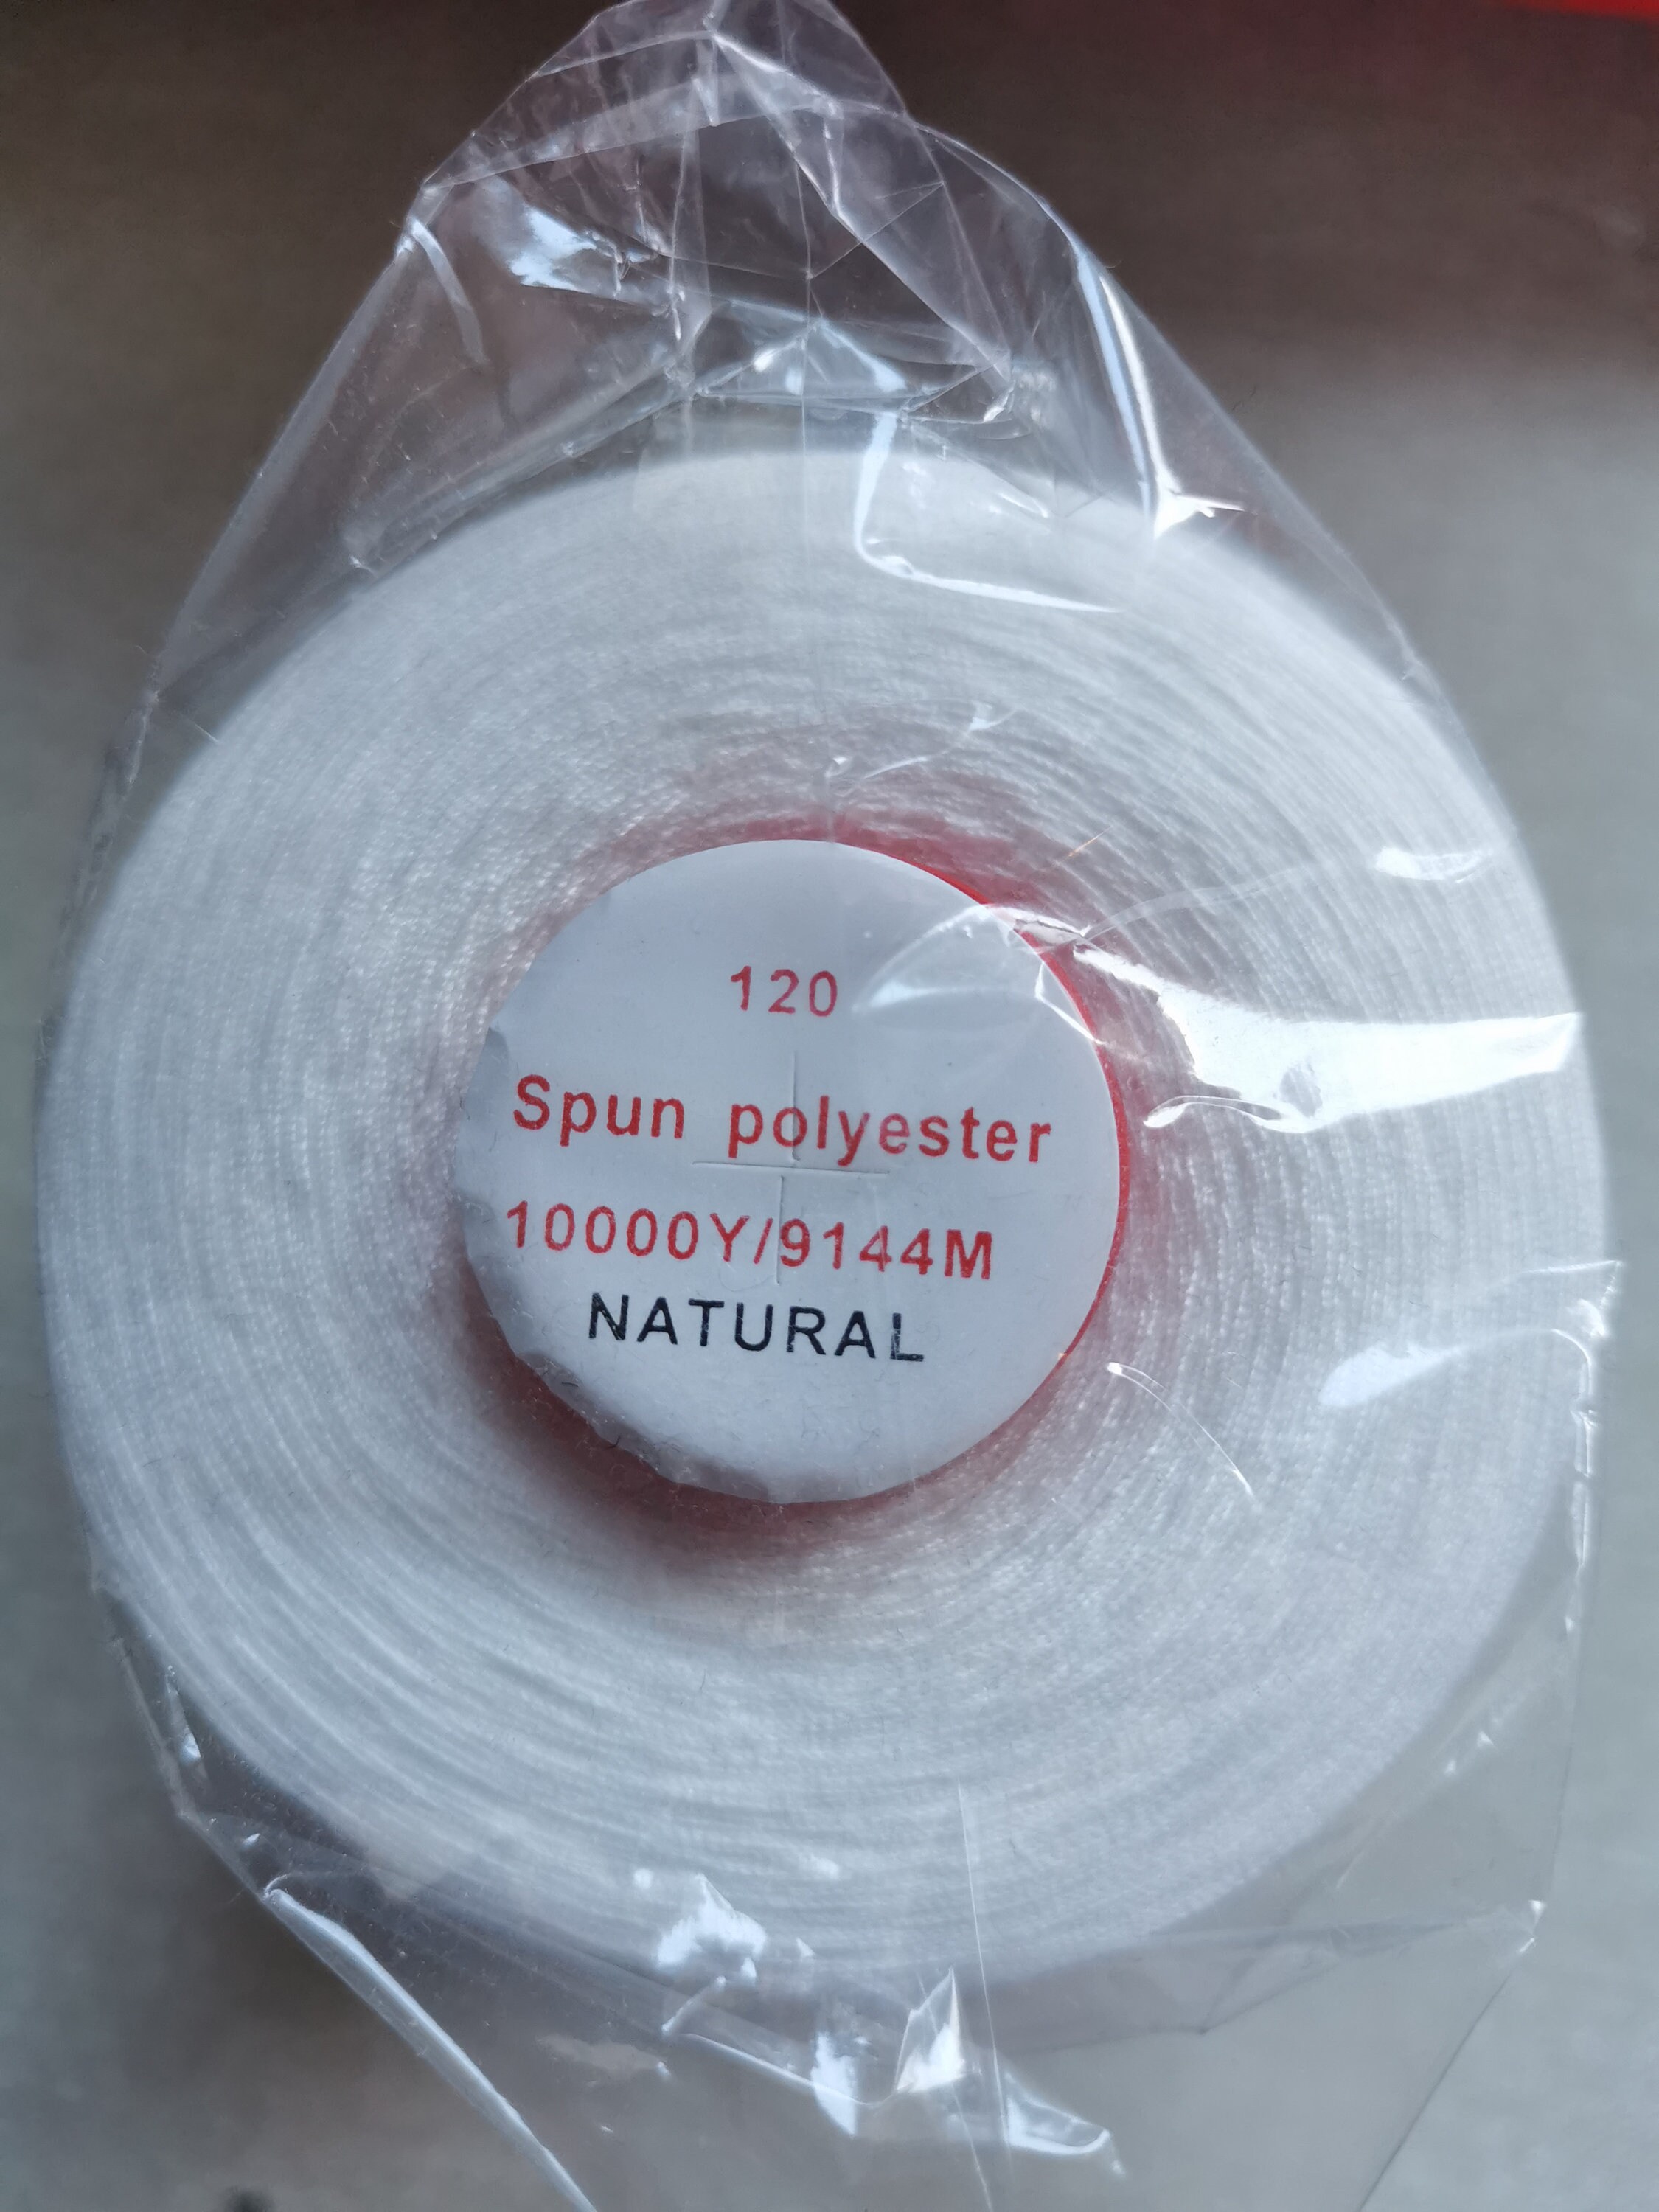 120
Spun polyester
10000Y/9144M
NATURAL